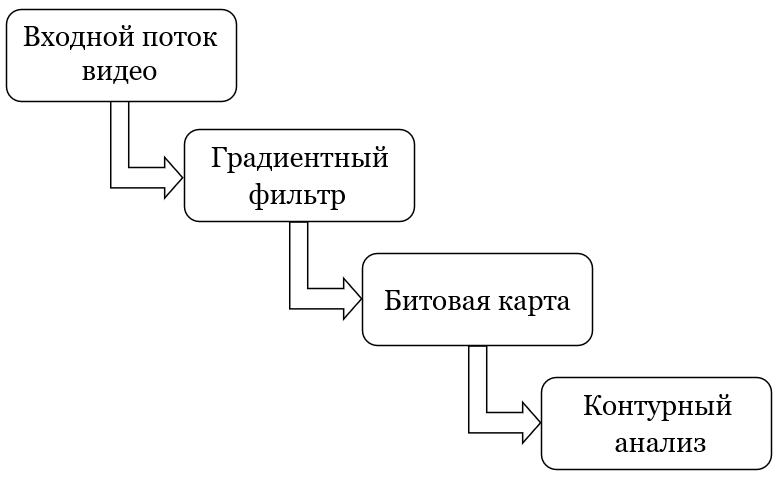 Входной поток
видео
Градиентный
фильтр
Битовая карта
Контурный
анализ